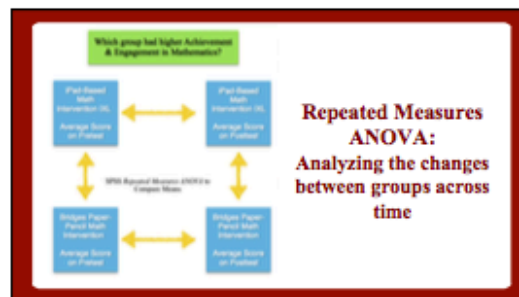 Which group had higher Achievement
& Engagement in Mathematics?
iPad-Based
Math
Intervention IXL
Average Score
on Pretest
iPad-Based
Math
Intervention IXL
Average Score
on Posttest
SPSS Repeated Measures ANOVA to
Compare Means
Bridges Paper-
Pencil Math
Intervention
Average Score
on Pretest
Bridges Paper-
Pencil Math
Intervention
Average Score
on Posttest
Repeated Measures
ANOVA:
Analyzing the changes
between groups across
time